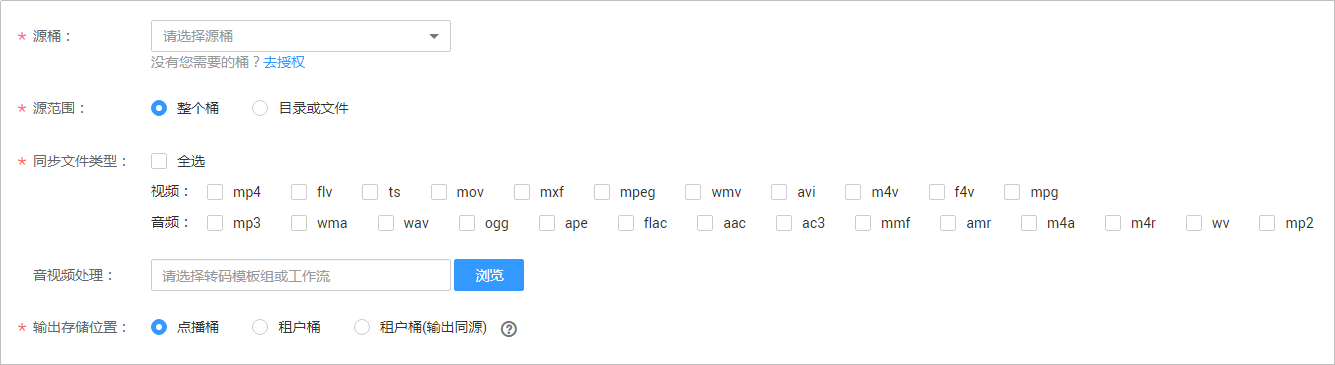 * 源桶： 请选择源桶
没有您需要的桶？去授权
* 源范围： 整个桶 目录或文件
* 同步文件类型： 全选
视频： mp4 flv ts mov mxf mpeg wmv avi m4v f4v mpg
音频： mp3 wma wav ogg ape flac aac ac3 mmf amr m4a m4r wv mp2
音视频处理： 请选择转码模板组或工作流 浏览
* 输出存储位置： 点播桶 租户桶 租户桶(输出同源) ?